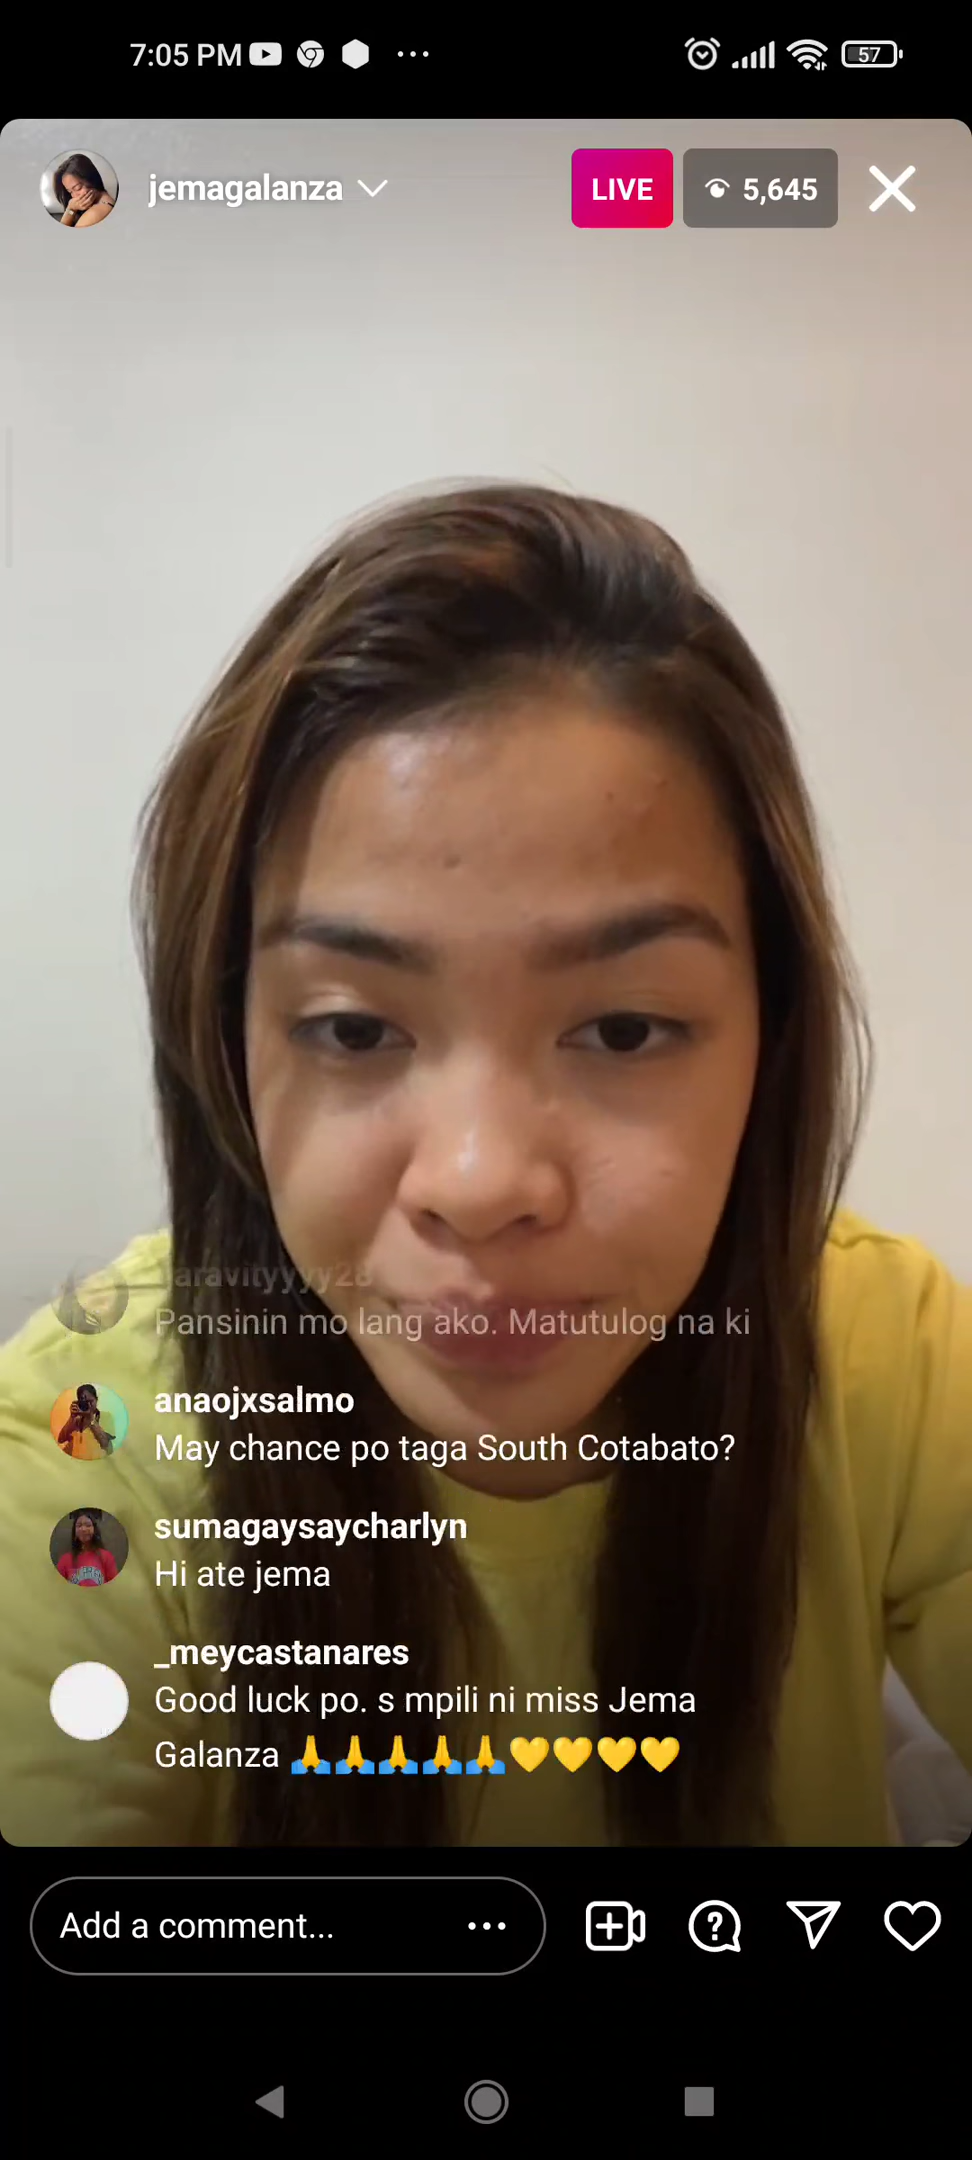 7:05 PM
57
jemagalanza
LIVE
5,645
Pansinin mo lang ako. Matutulog na ki
anaojxsalmo
May chance po taga South Cotabato?
sumagaysaycharlyn
Hi ate jema
_meycastanares
Good luck po. s mpili ni miss Jema
Galanza 🙏🙏🙏🙏🙏💛💛💛💛
Add a comment...